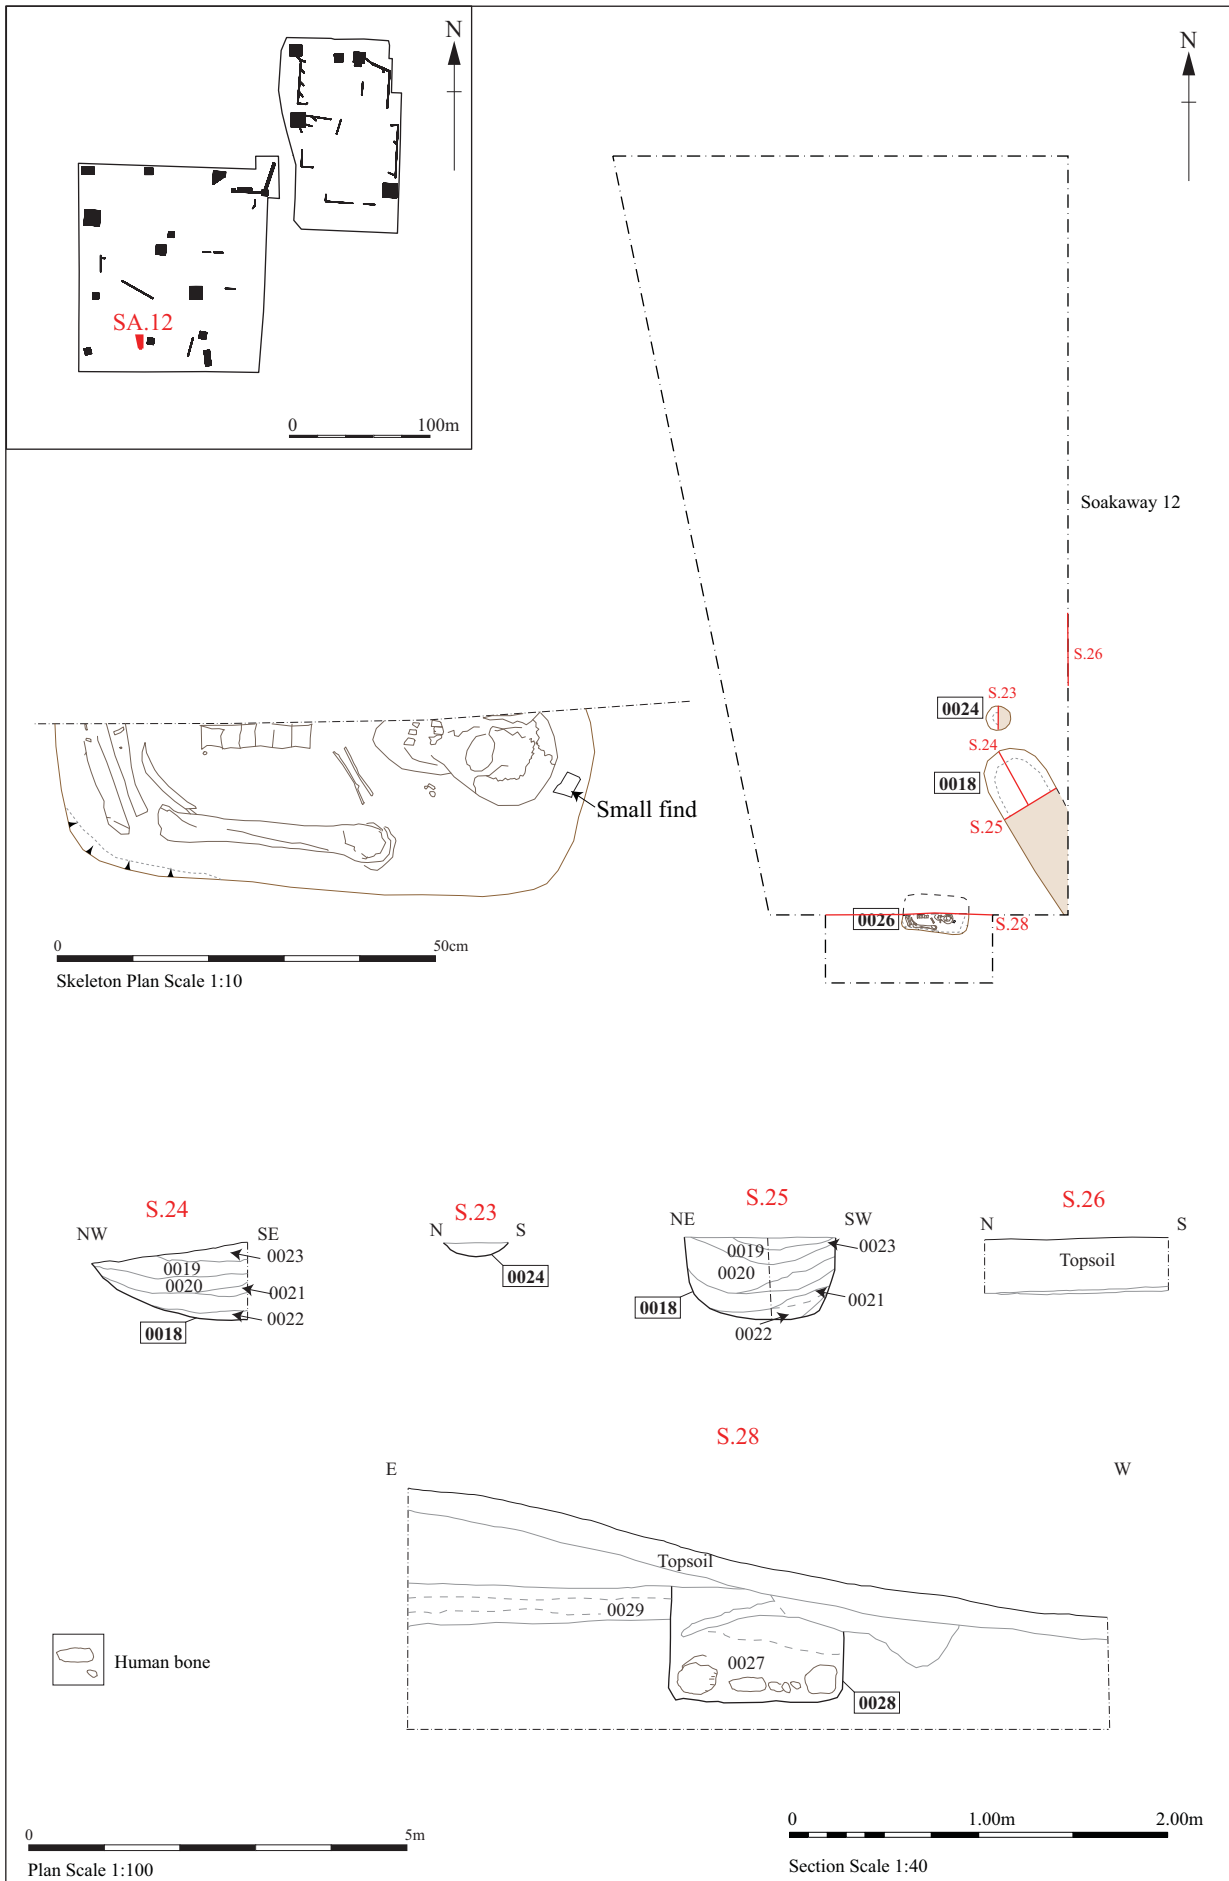 N
SA.12
0 100m
N
Soakaway 12
S.26
S.23
0024
S.24
0018
S.25
0026
S.28
Small find
0 50cm
Skeleton Plan Scale 1:10
S.24
NW SE
0023
0019
0020
0021
0022
0018
S.23
N S
0024
S.25
NE SW
0019
0023
0020
0021
0018
0022
S.26
N S
Topsoil
S.28
E W
Topsoil
0029
0027
0028
Human bone
0 5m
Plan Scale 1:100
0 1.00m 2.00m
Section Scale 1:40